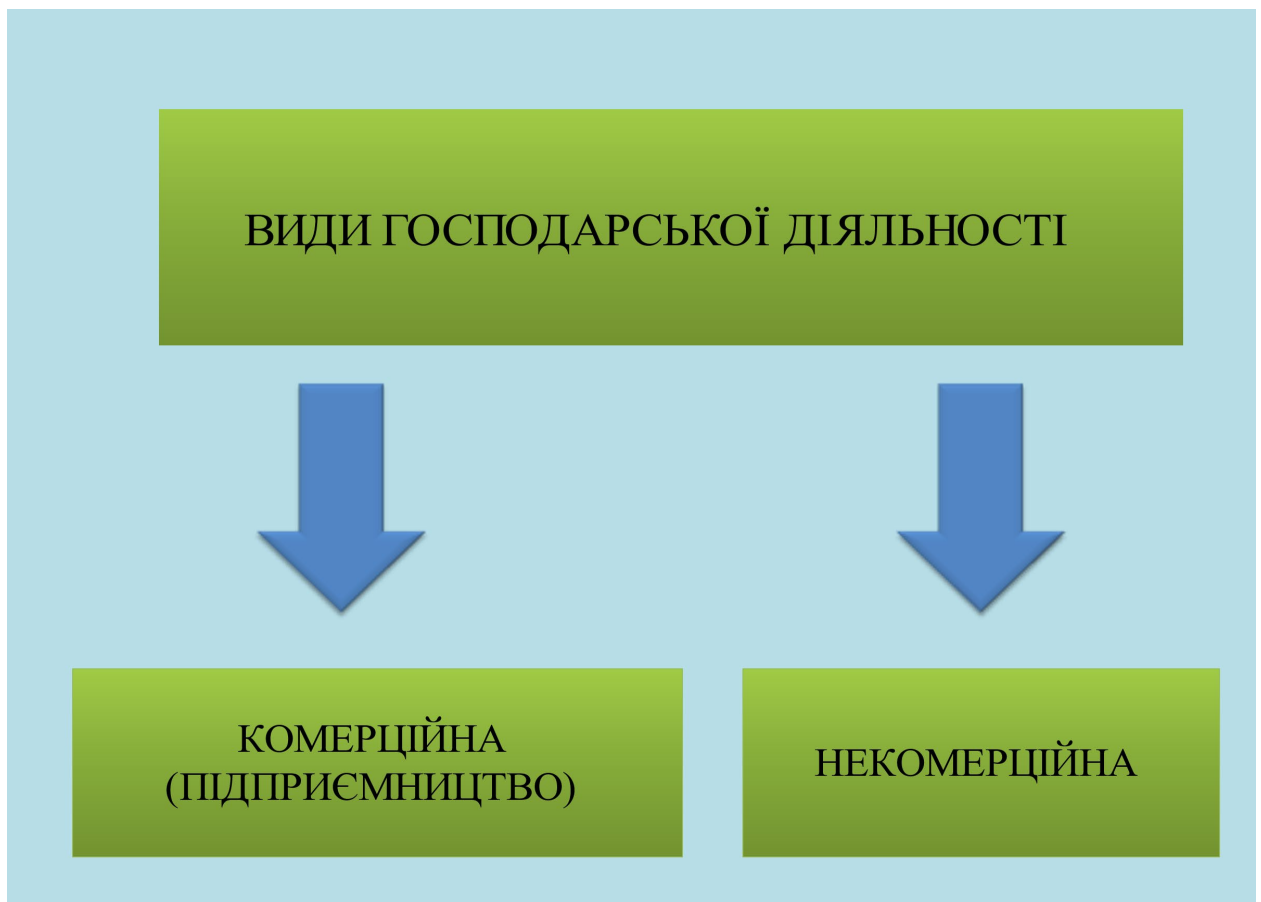 ВИДИ ГОСПОДАРСЬКОЇ ДІЯЛЬНОСТІ
КОМЕРЦІЙНА
(ПІДПРИЄМНИЦТВО)
НЕКОМЕРЦІЙНА